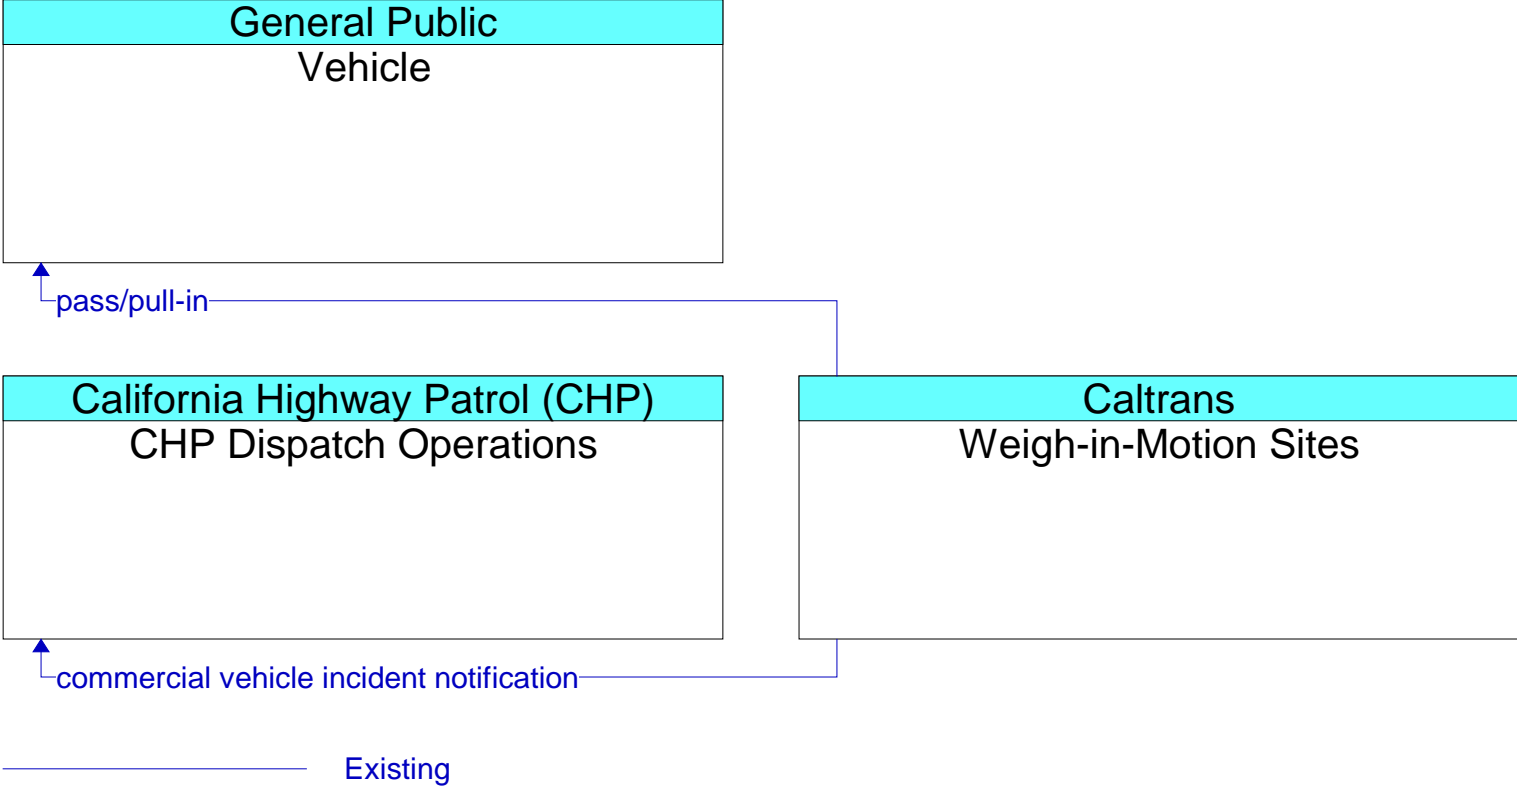 General Public
Vehicle
pass/pull-in
California Highway Patrol (CHP)
CHP Dispatch Operations
Caltrans
Weigh-in-Motion Sites
commercial vehicle incident notification
Existing